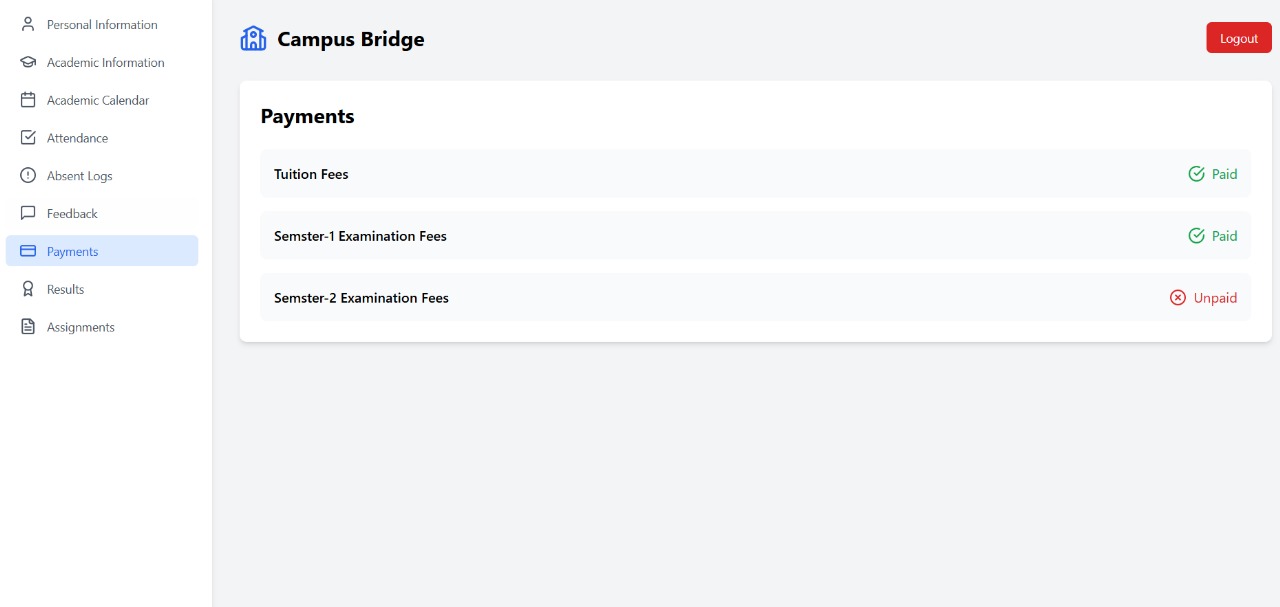 Personal Information
Academic Information
Academic Calendar
Attendance
Absent Logs
Feedback
Payments
Results
Assignments
Campus Bridge
Logout
Payments
Tuition Fees Paid
Semster-1 Examination Fees Paid
Semster-2 Examination Fees Unpaid